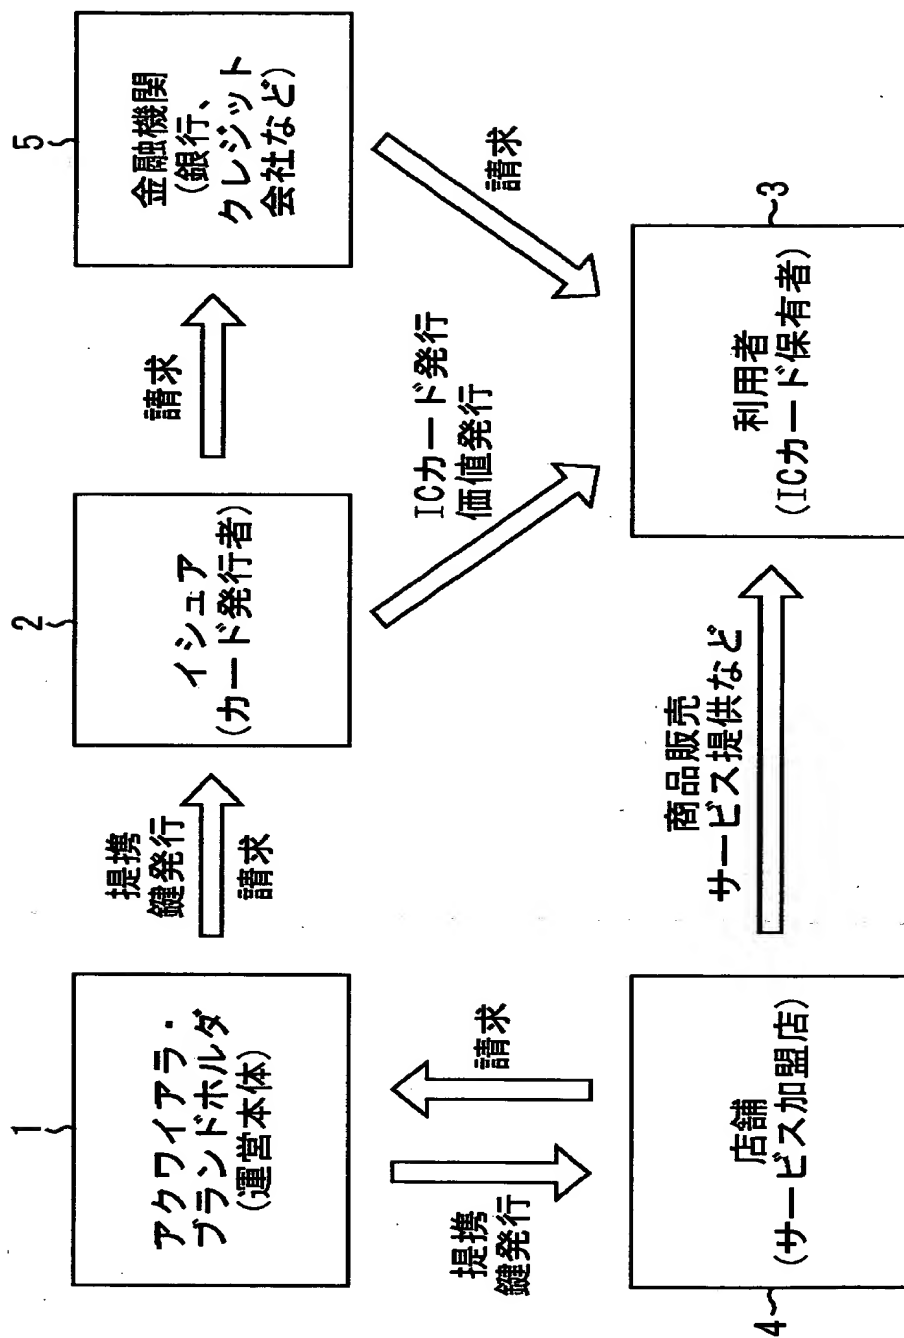 1
アクワイアラ・
ブランドホルダ
(運営本体)
提携
鍵発行
請求
2
イシュア
(カード発行者)
請求
5
金融機関
(銀行、
クレジット
会社など)
提携
鍵発行
請求
ICカード発行
価値発行
請求
4
店舗
(サービス加盟店)
商品販売
サービス提供など
3
利用者
(ICカード保有者)